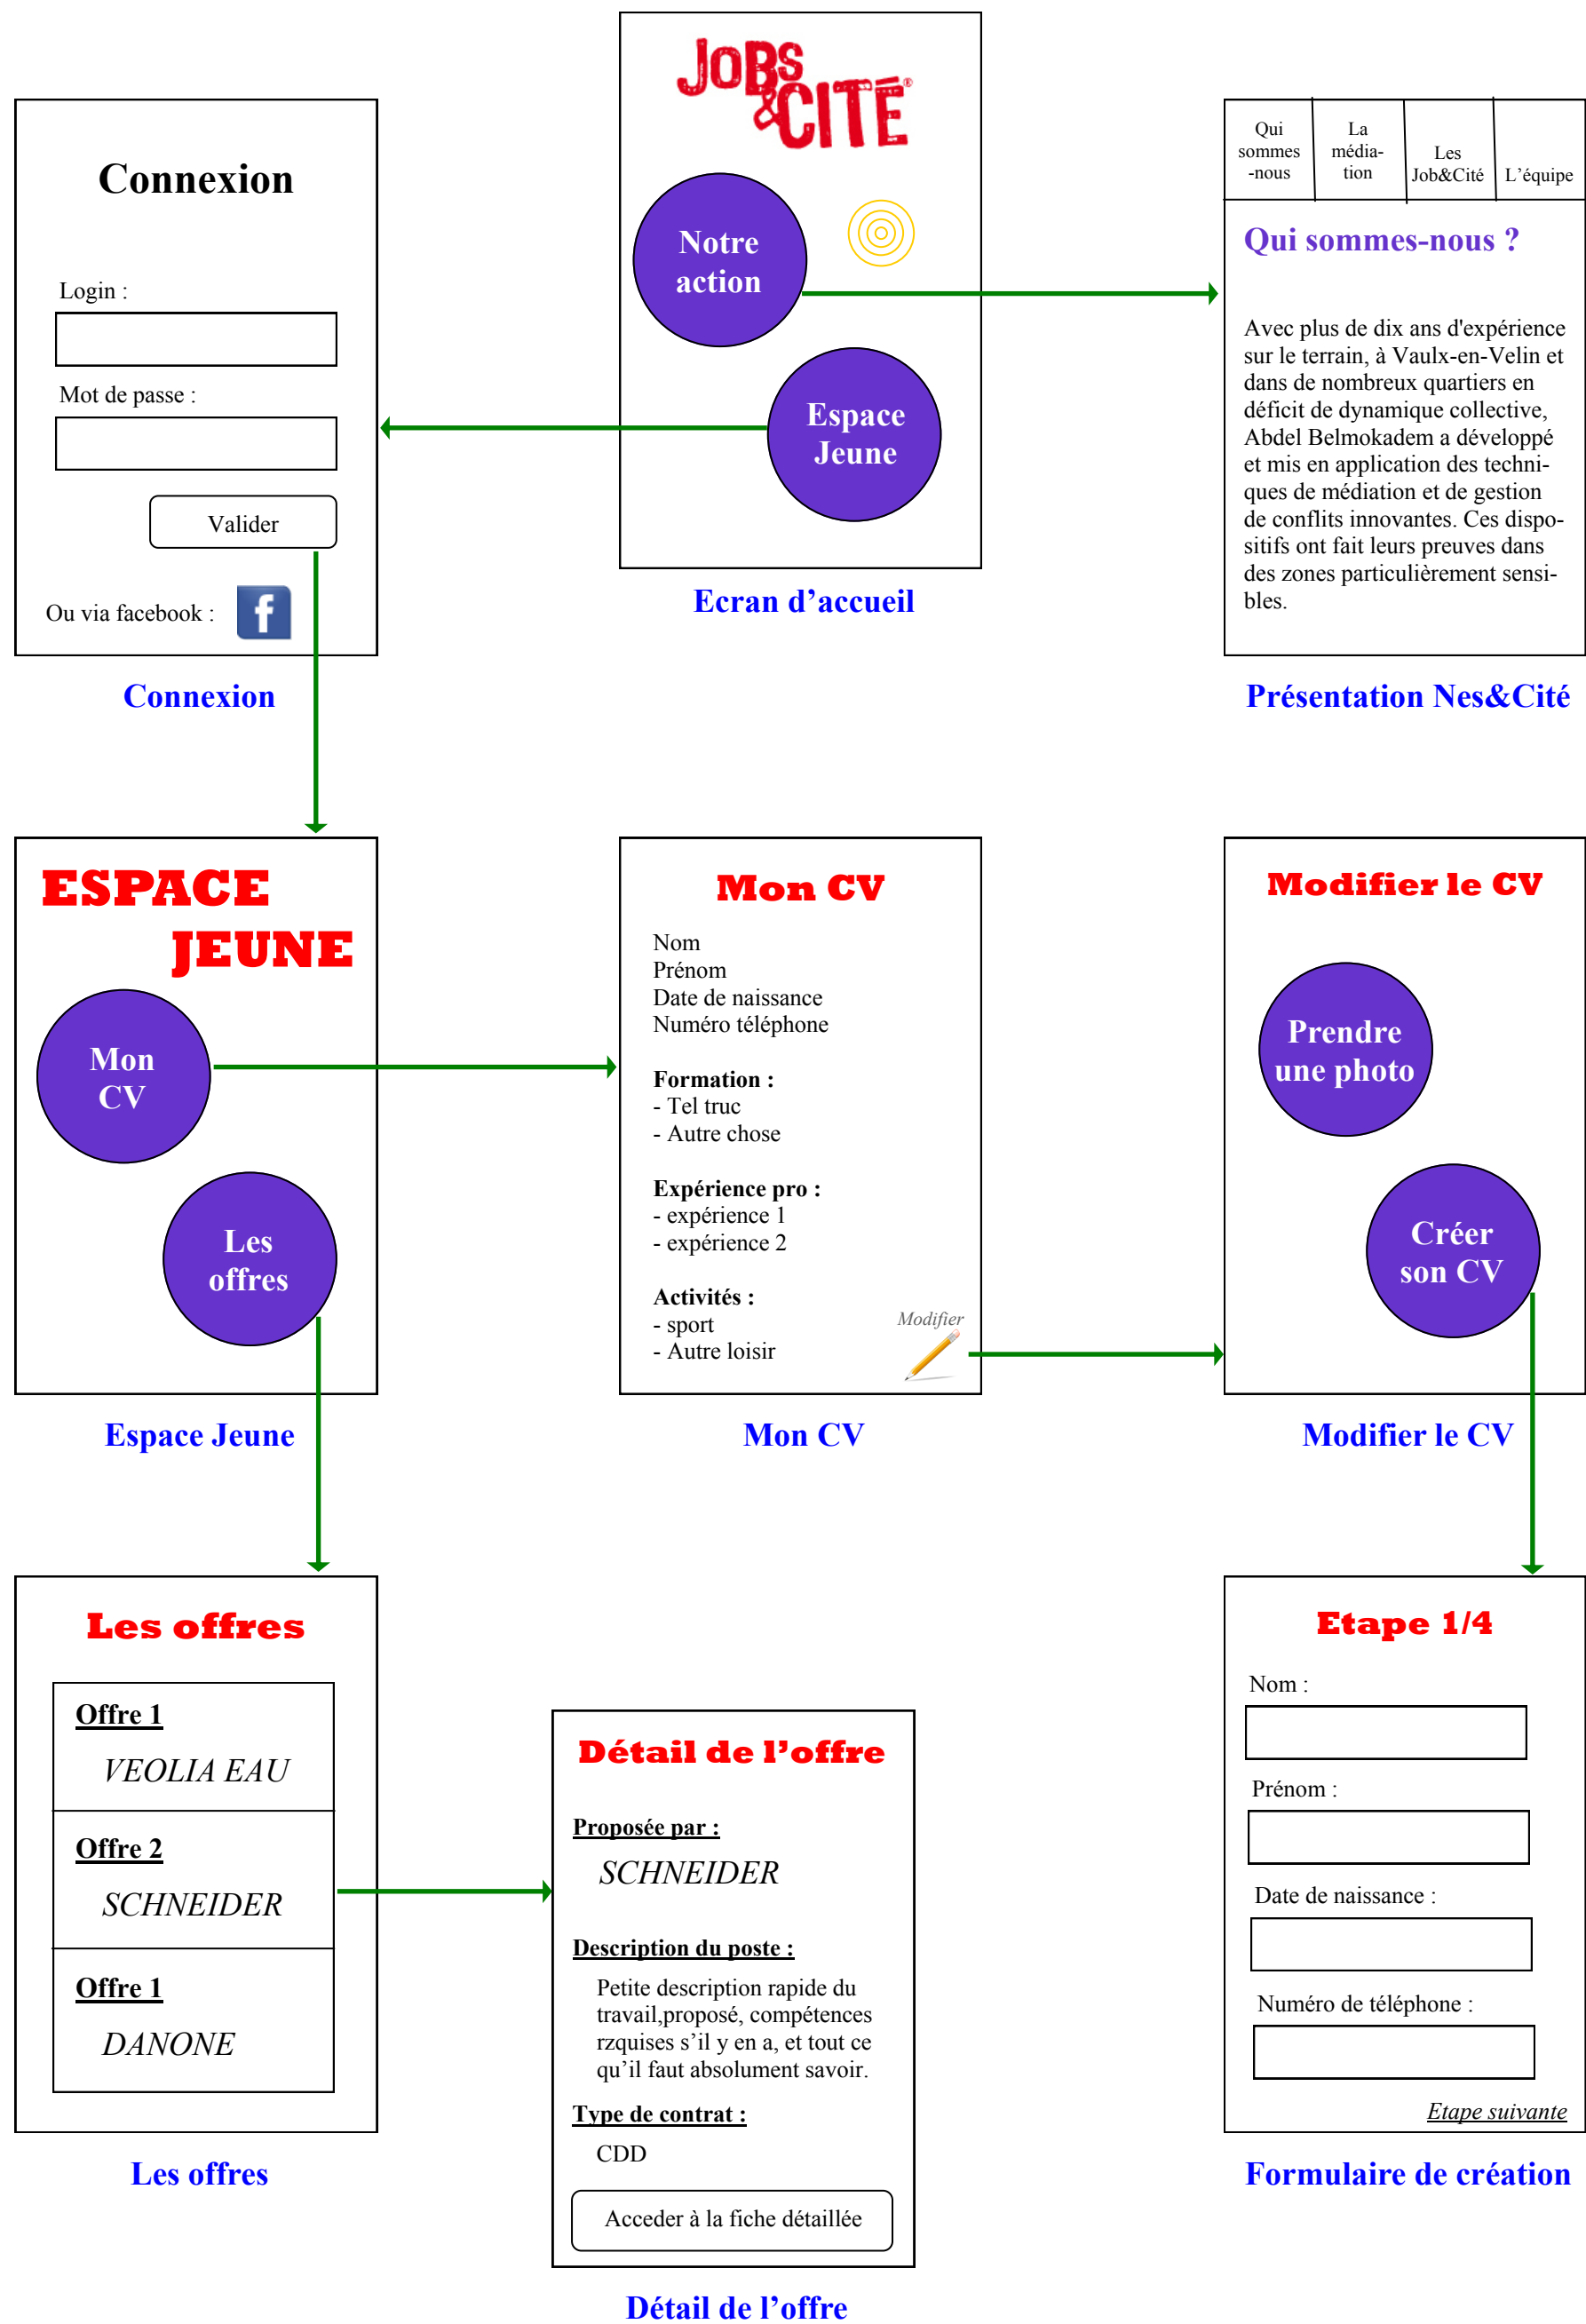 JOBS
&CITÉ®
Notre
action
Espace
Jeune
Ecran d’accueil
Connexion
Login :
Mot de passe :
Valider
Ou via facebook :
f
Connexion
Qui
sommes
-nous
La
média-
tion
Les
Job&Cité
L’équipe
Qui sommes-nous ?
Avec plus de dix ans d'expérience
sur le terrain, à Vaulx-en-Velin et
dans de nombreux quartiers en
déficit de dynamique collective,
Abdel Belmokadem a développé
et mis en application des techni-
ques de médiation et de gestion
de conflits innovantes. Ces dispo-
sitifs ont fait leurs preuves dans
des zones particulièrement sensi-
bles.
Présentation Nes&Cité
ESPACE
JEUNE
Mon
CV
Les
offres
Espace Jeune
Mon CV
Nom
Prénom
Date de naissance
Numéro téléphone
Formation :
- Tel truc
- Autre chose
Expérience pro :
- expérience 1
- expérience 2
Activités :
- sport
- Autre loisir
Modifier
Mon CV
Modifier le CV
Prendre
une photo
Créer
son CV
Modifier le CV
Les offres
Offre 1
VEOLIA EAU
Offre 2
SCHNEIDER
Offre 1
DANONE
Les offres
Détail de l’offre
Proposée par :
SCHNEIDER
Description du poste :
Petite description rapide du
travail,proposé, compétences
rzquises s’il y en a, et tout ce
qu’il faut absolument savoir.
Type de contrat :
CDD
Acceder à la fiche détaillée
Détail de l’offre
Etape 1/4
Nom :
Prénom :
Date de naissance :
Numéro de téléphone :
Etape suivante
Formulaire de création